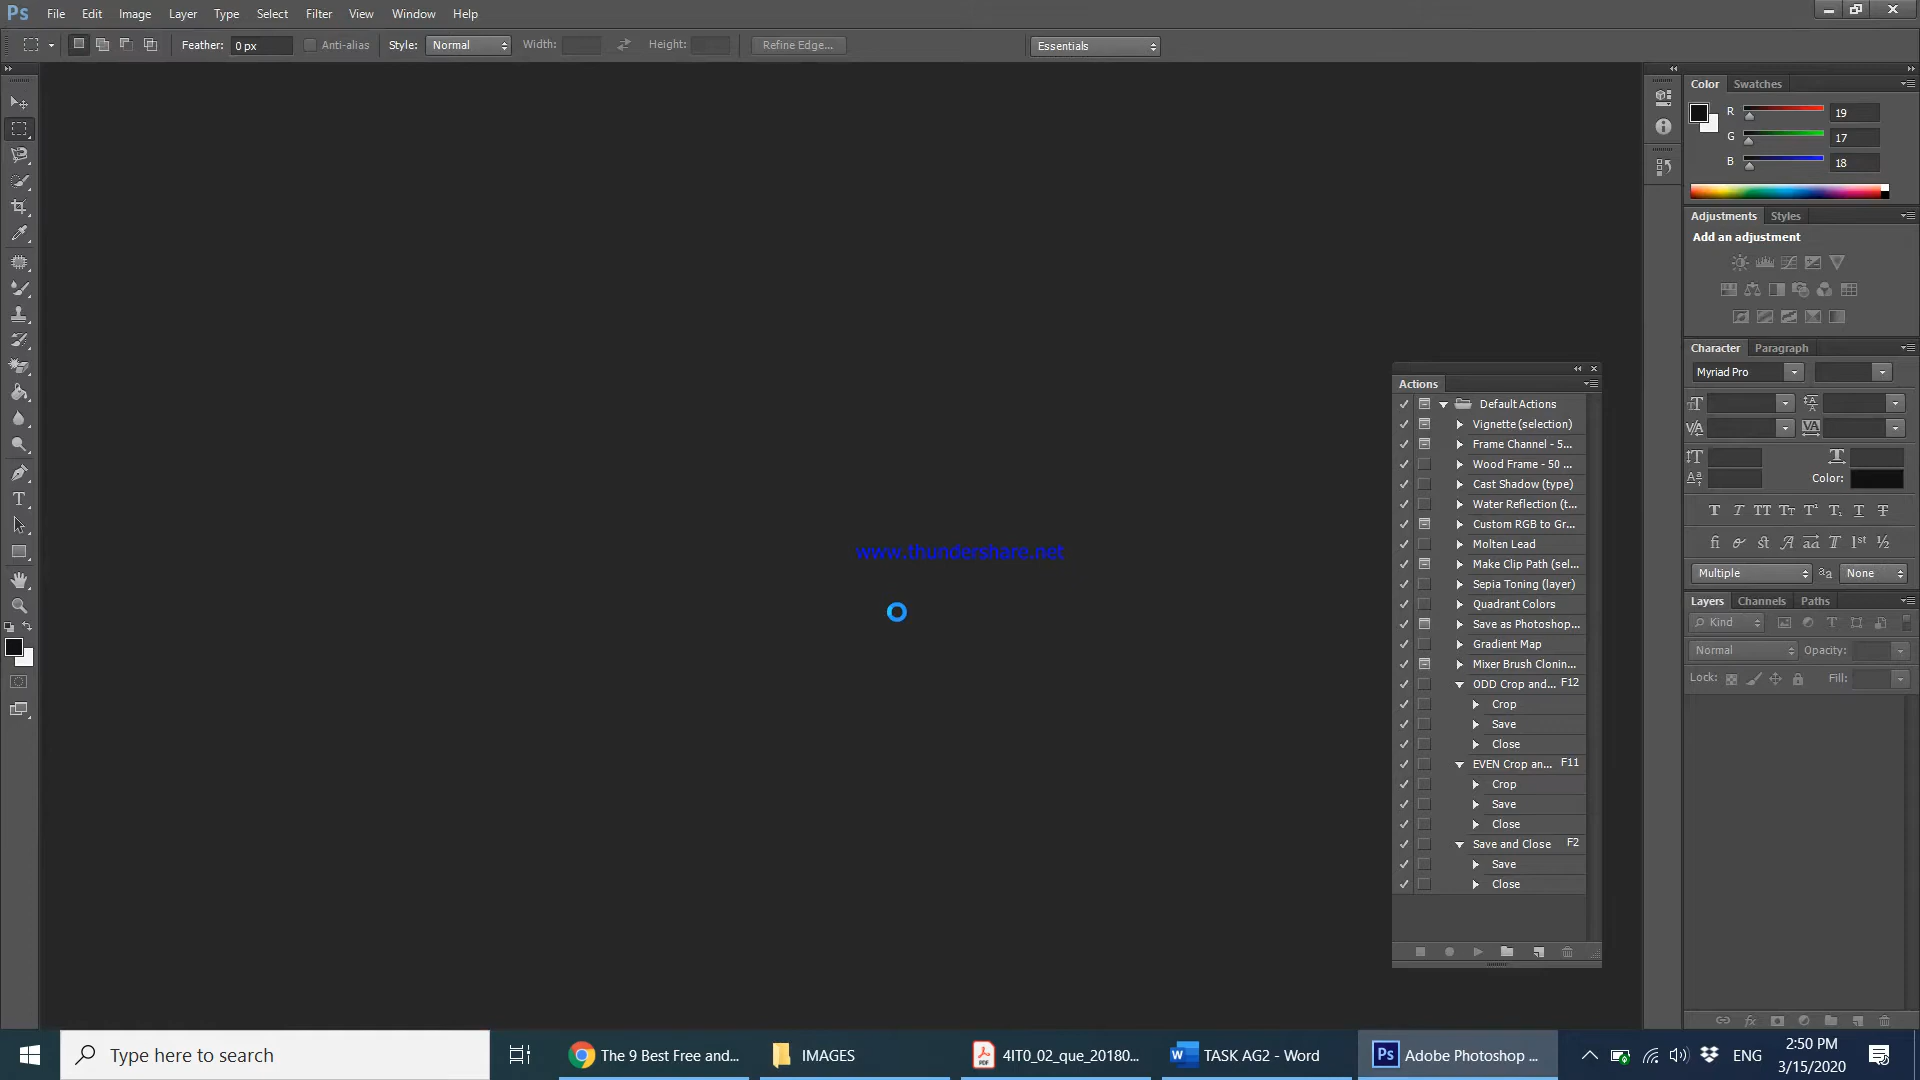 Ps File Edit Image Layer Type Select Filter View Window Help
Feather: 0 px Anti-alias Style: Normal Width: Height: Refine Edge... Essentials
Color Swatches
R 19
G 17
B 18
Adjustments Styles
Add an adjustment
Character Paragraph
Myriad Pro
Color:
Multiple None
Layers Channels Paths
Kind
Normal Opacity:
Lock: Fill:
Actions
Default Actions
Vignette (selection)
Frame Channel - 5...
Wood Frame - 50 ...
Cast Shadow (type)
Water Reflection (t...
Custom RGB to Gr...
Molten Lead
Make Clip Path (sel...
Sepia Toning (layer)
Quadrant Colors
Save as Photoshop...
Gradient Map
Mixer Brush Clonin...
ODD Crop and... F12
Crop
Save
Close
EVEN Crop an... F11
Crop
Save
Close
Save and Close F2
Save
Close
www.thundershare.net
Type here to search
The 9 Best Free and...
IMAGES
4IT0_02_que_20180...
TASK AG2 - Word
Ps Adobe Photoshop ...
ENG
2:50 PM
3/15/2020